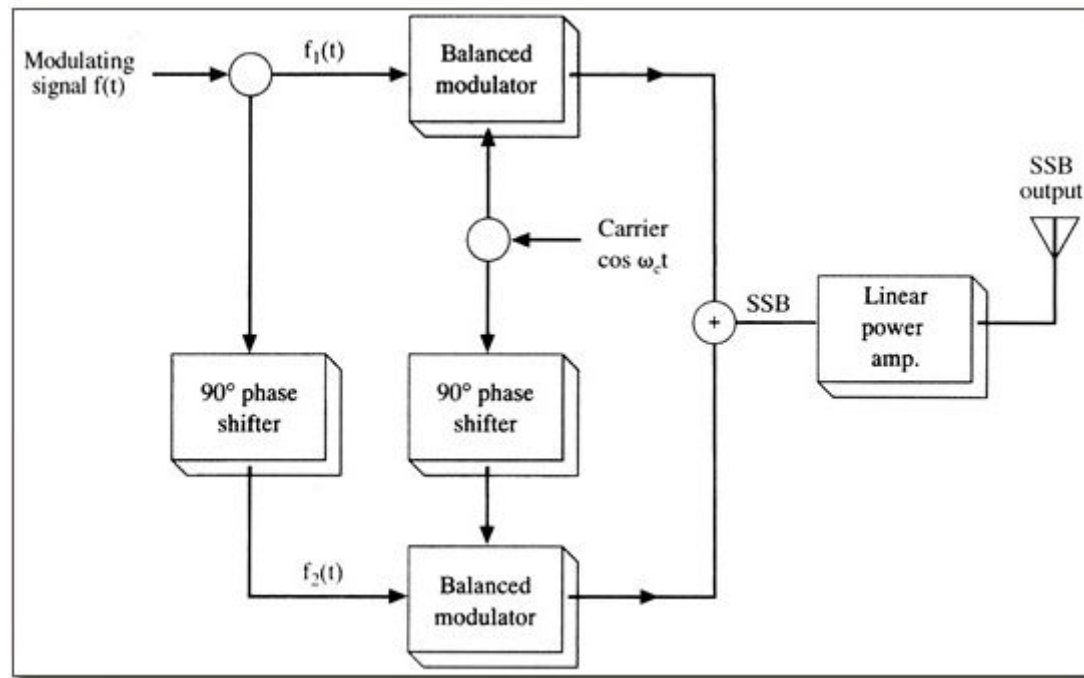 Modulating
signal f(t)
f₁(t)
Balanced
modulator
Carrier
cos ω꜀t
SSB
output
+
SSB
Linear
power
amp.
90° phase
shifter
90° phase
shifter
f₂(t)
Balanced
modulator